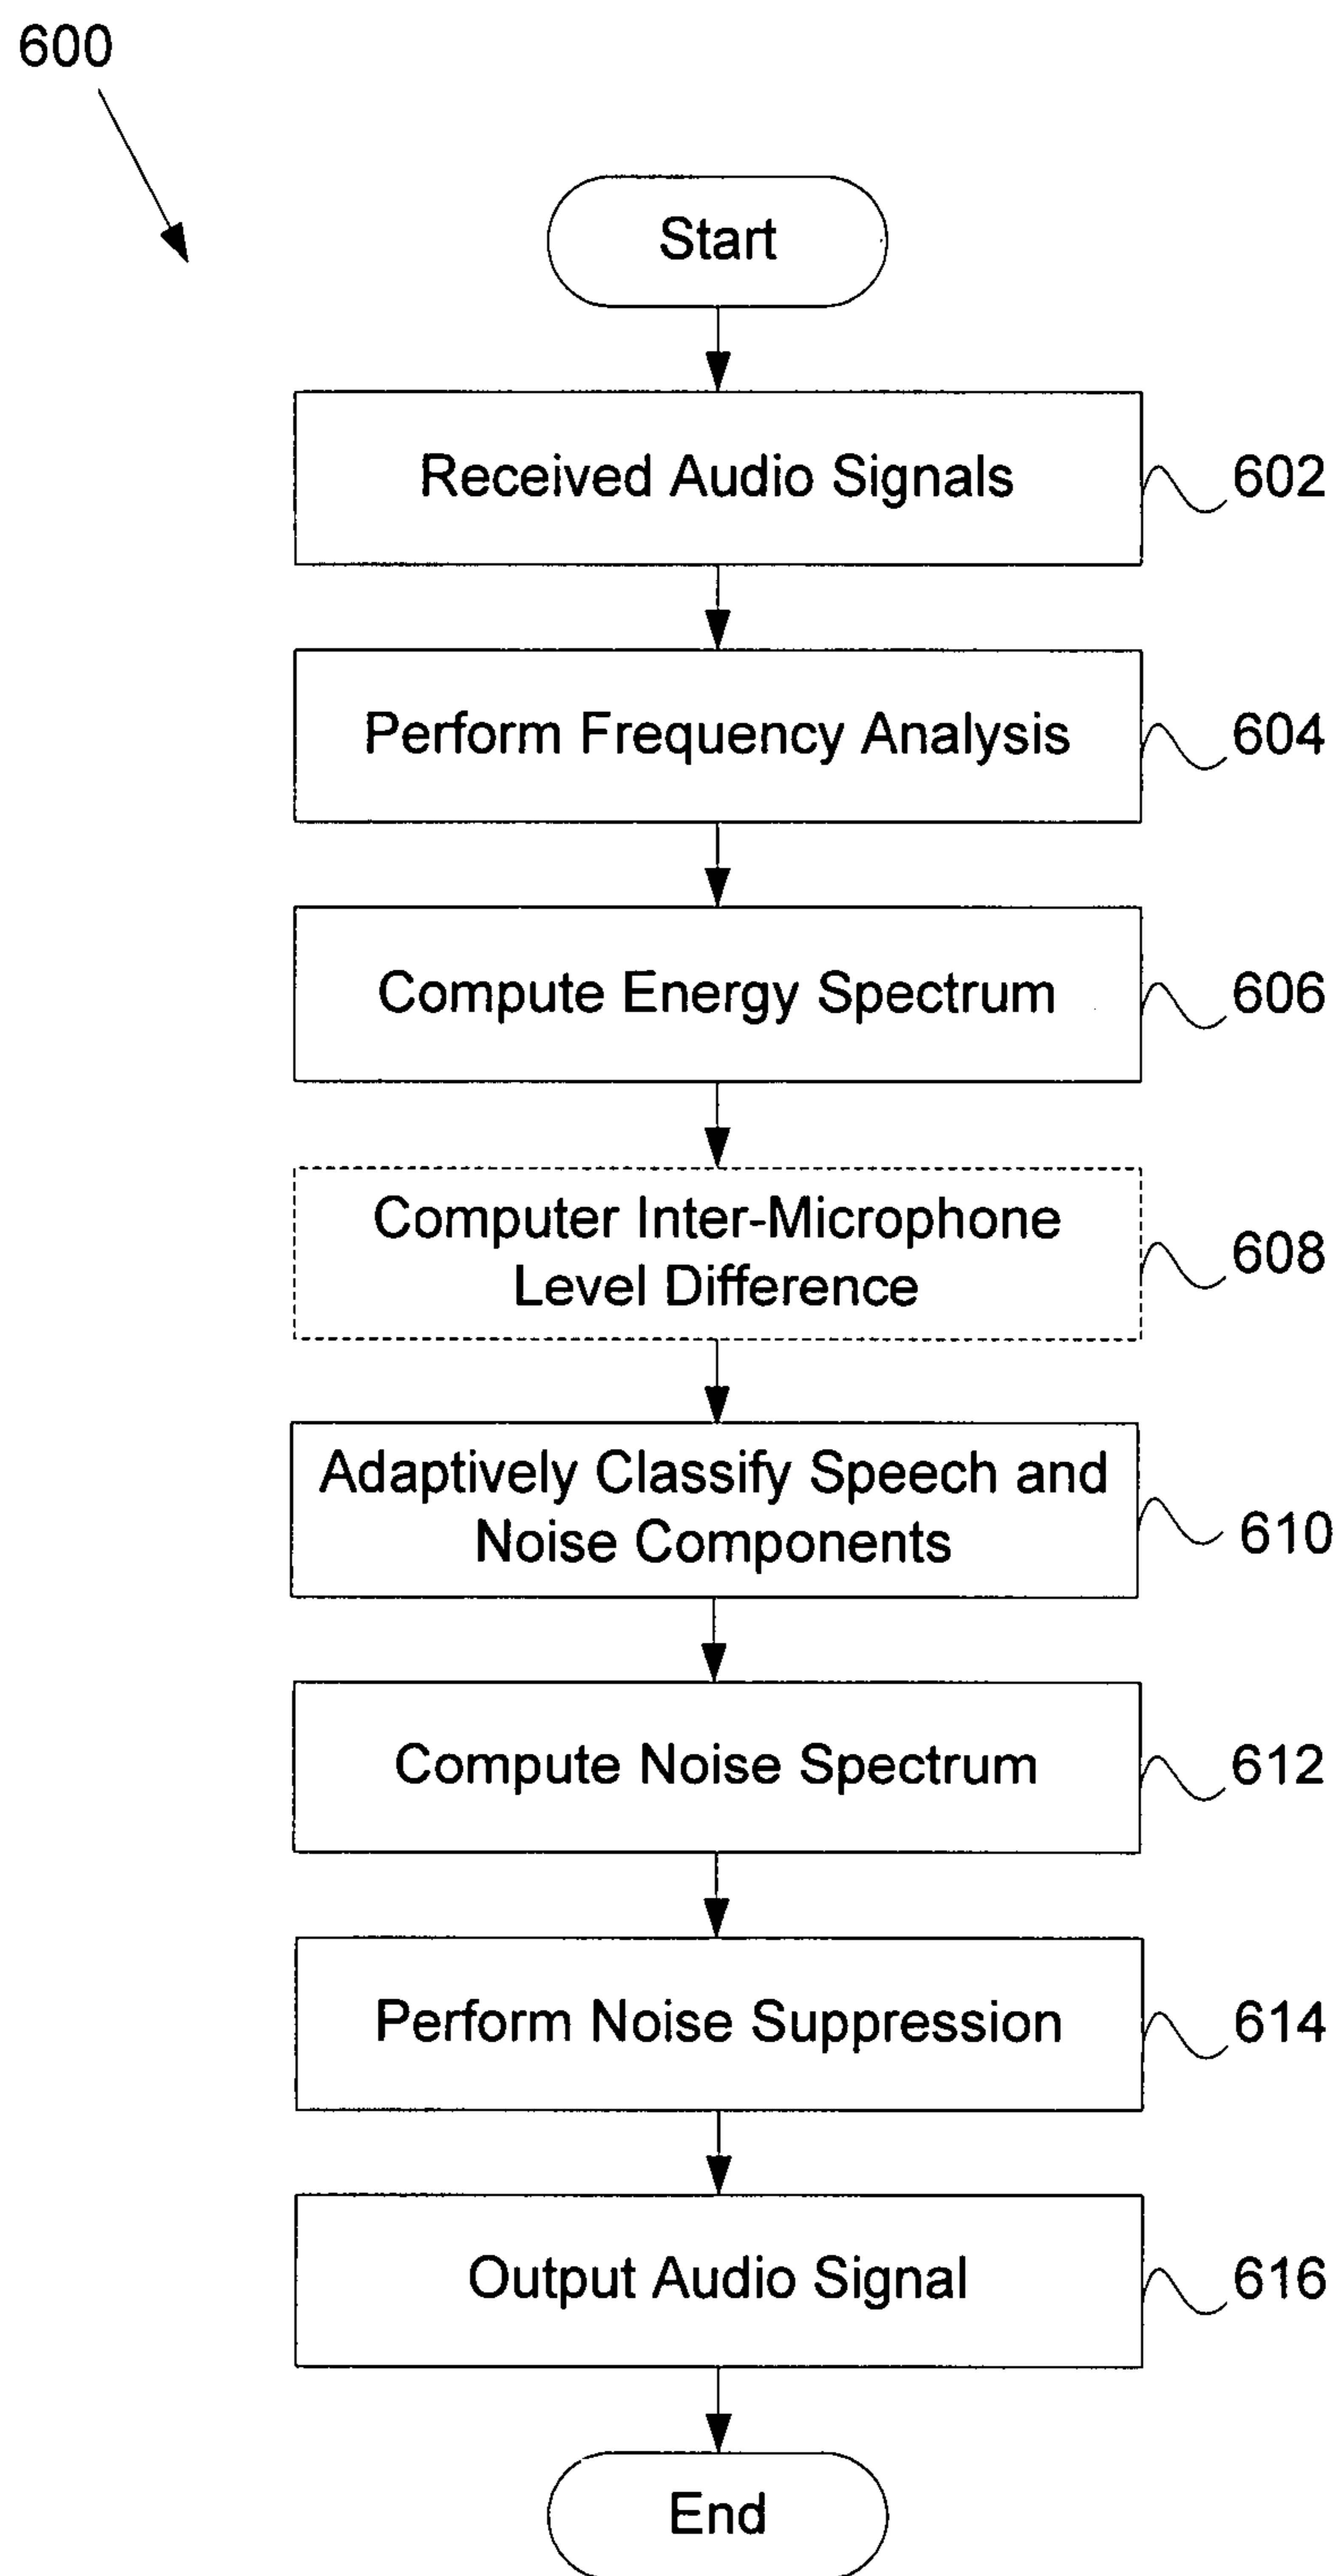 600
Start
Received Audio Signals
602
Perform Frequency Analysis
604
Compute Energy Spectrum
606
Computer Inter-Microphone
Level Difference
608
Adaptively Classify Speech and
Noise Components
610
Compute Noise Spectrum
612
Perform Noise Suppression
614
Output Audio Signal
616
End